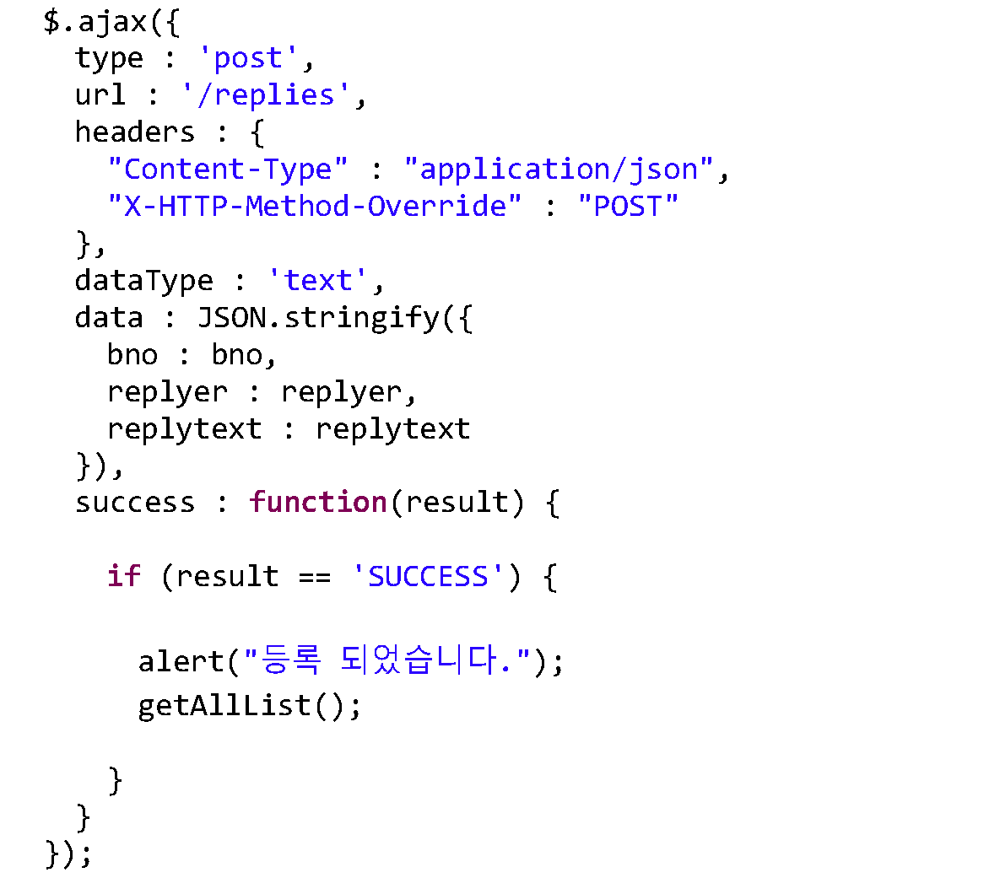 $.ajax({
type : 'post',
url : '/replies',
headers : {
"Content-Type" : "application/json",
"X-HTTP-Method-Override" : "POST"
},
dataType : 'text',
data : JSON.stringify({
bno : bno,
replyer : replyer,
replytext : replytext
}),
success : function(result) {
if (result == 'SUCCESS') {
alert("등록 되었습니다.");
getAllList();
}
}
});